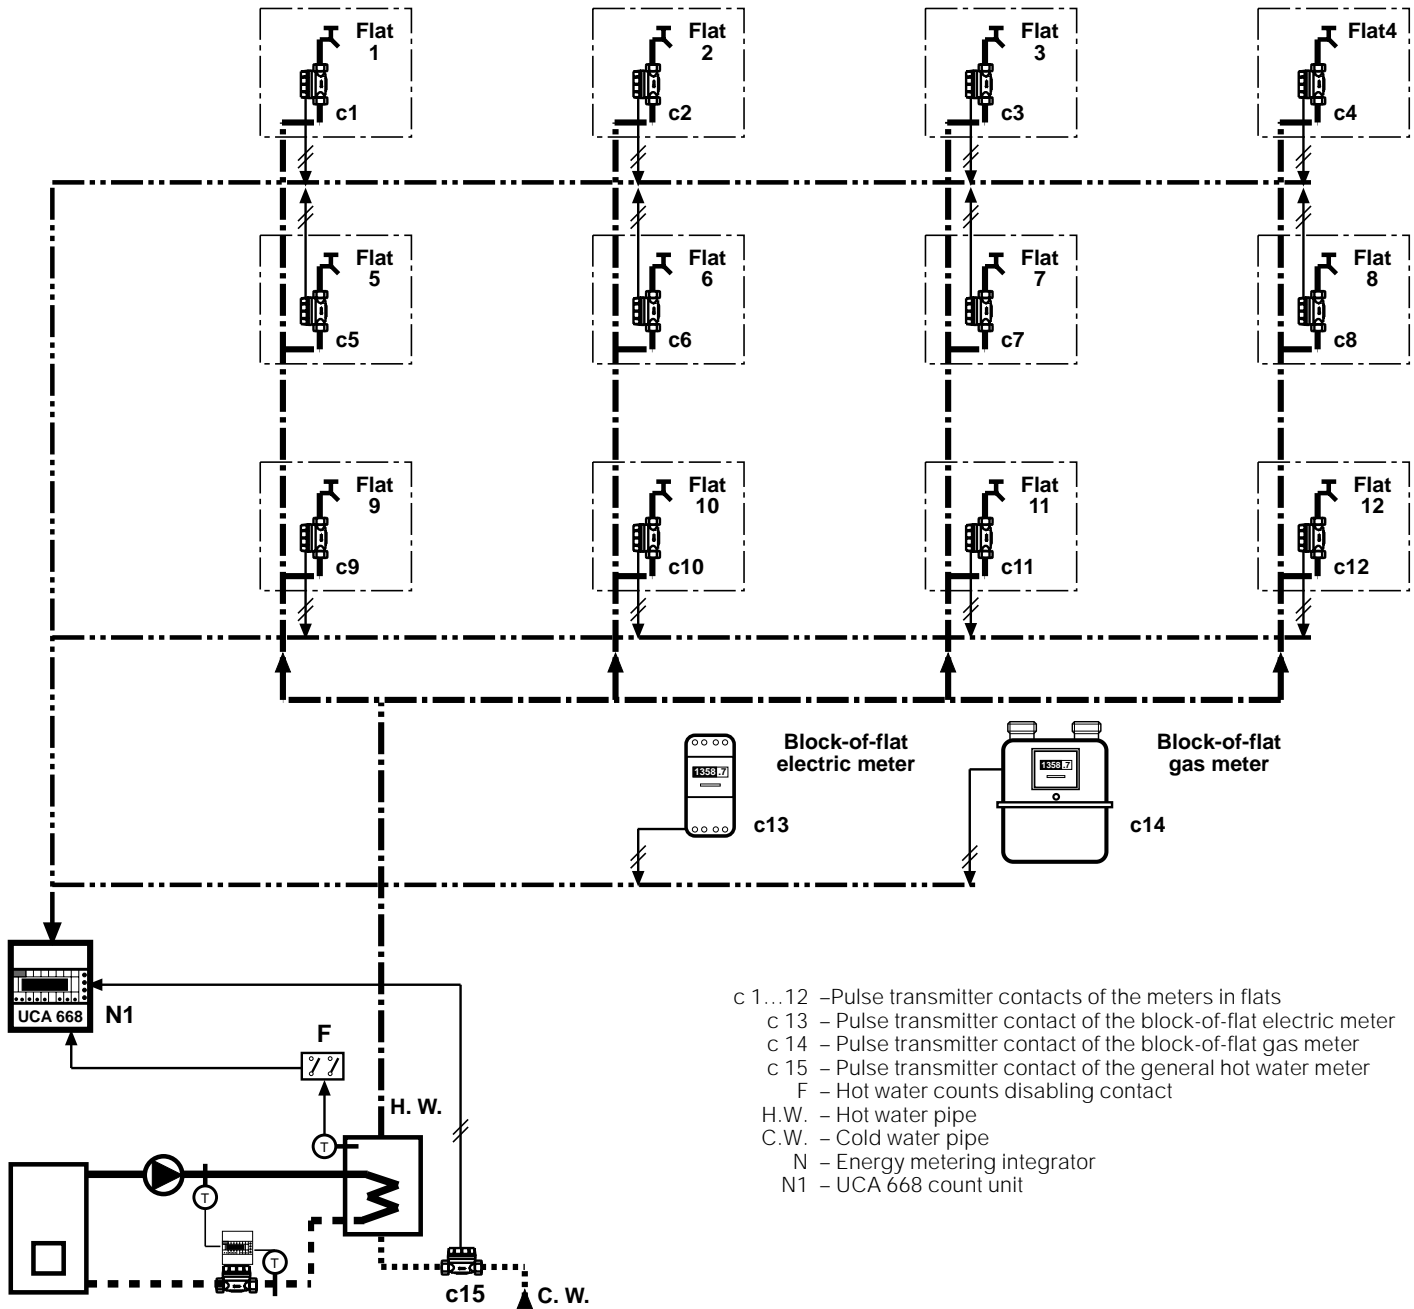 Flat
1
c1
Flat
2
c2
Flat
3
c3
Flat4
c4
Flat
5
c5
Flat
6
c6
Flat
7
c7
Flat
8
c8
Flat
9
c9
Flat
10
c10
Flat
11
c11
Flat
12
c12
1358.7
Block-of-flat
electric meter
c13
1358.7
Block-of-flat
gas meter
c14
UCA 668
N1
F
H. W.
T
T
T
c15
C. W.
c 1...12 –Pulse transmitter contacts of the meters in flats
c 13 – Pulse transmitter contact of the block-of-flat electric meter
c 14 – Pulse transmitter contact of the block-of-flat gas meter
c 15 – Pulse transmitter contact of the general hot water meter
F – Hot water counts disabling contact
H.W. – Hot water pipe
C.W. – Cold water pipe
N – Energy metering integrator
N1 – UCA 668 count unit